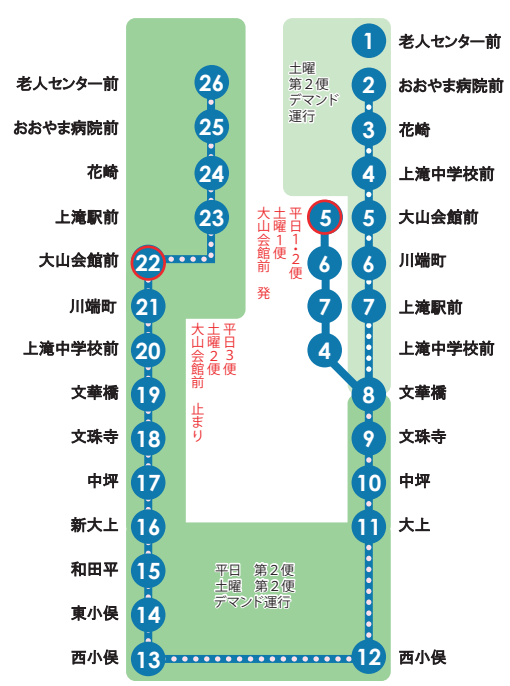 老人センター前 26
おおやま病院前 25
花崎 24
上滝駅前 23
大山会館前 22
川端町 21
上滝中学校前 20
文華橋 19
文珠寺 18
中坪 17
新大上 16
和田平 15
東小俣 14
西小俣 13
平日3便
土曜2便
大山会館前 止まり
土曜
第2便
デマンド
運行
平日1・2便
土曜1便
大山会館前 発
5
6
7
4
1 老人センター前
2 おおやま病院前
3 花崎
4 上滝中学校前
5 大山会館前
6 川端町
7 上滝駅前
上滝中学校前
8 文華橋
9 文珠寺
10 中坪
11 大上
12 西小俣
平日 第2便
土曜 第2便
デマンド運行